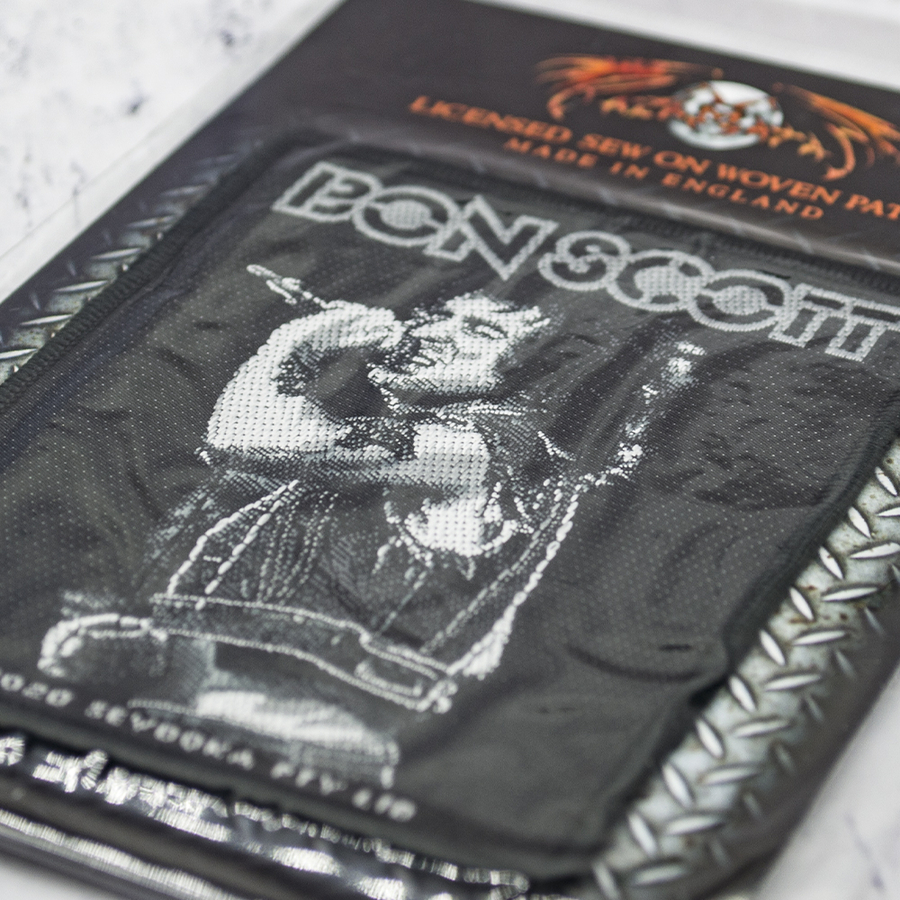 LICENSED SEW ON WOVEN PAT
MADE IN ENGLAND
BON SCOTT
2020 SEVOOKA PTY LTD